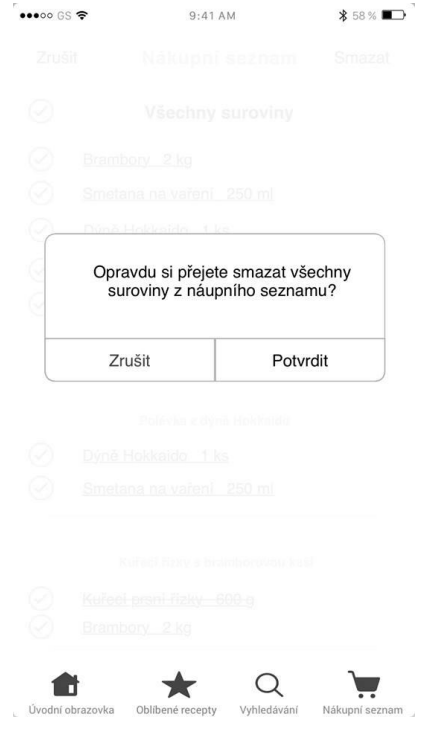 GS 9:41 AM 58 %
Zrušit Nákupní seznam Smazat
Všechny suroviny
Brambory 2 kg
Smetana na vaření 250 ml
Dýně Hokkaido 1 ks
Opravdu si přejete smazat všechny
suroviny z náupního seznamu?
Zrušit Potvrdit
Polévka z dýně Hokkaido
Dýně Hokkaido 1 ks
Smetana na vaření 250 ml
Kuřecí řízky s bramborovou kaší
Kuřecí prsní řízky 600 g
Brambory 2 kg
Úvodní obrazovka Oblíbené recepty Vyhledávání Nákupní seznam